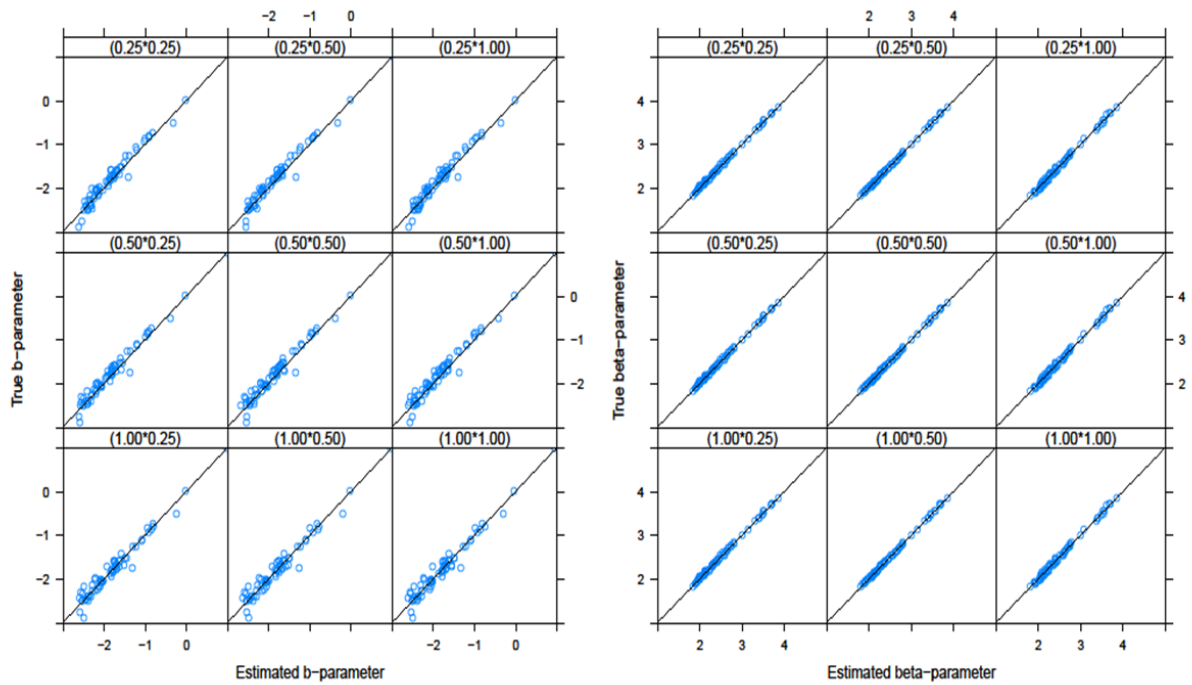 −2 −1 0
2 3 4
(0.25*0.25) (0.25*0.50) (0.25*1.00)
(0.25*0.25) (0.25*0.50) (0.25*1.00)
0
−1
−2
4
3
2
(0.50*0.25) (0.50*0.50) (0.50*1.00)
(0.50*0.25) (0.50*0.50) (0.50*1.00)
0
−1
−2
4
3
2
(1.00*0.25) (1.00*0.50) (1.00*1.00)
(1.00*0.25) (1.00*0.50) (1.00*1.00)
0
−1
−2
4
3
2
−2 −1 0 −2 −1 0
2 3 4 2 3 4
True b−parameter
Estimated b−parameter
True beta−parameter
Estimated beta−parameter